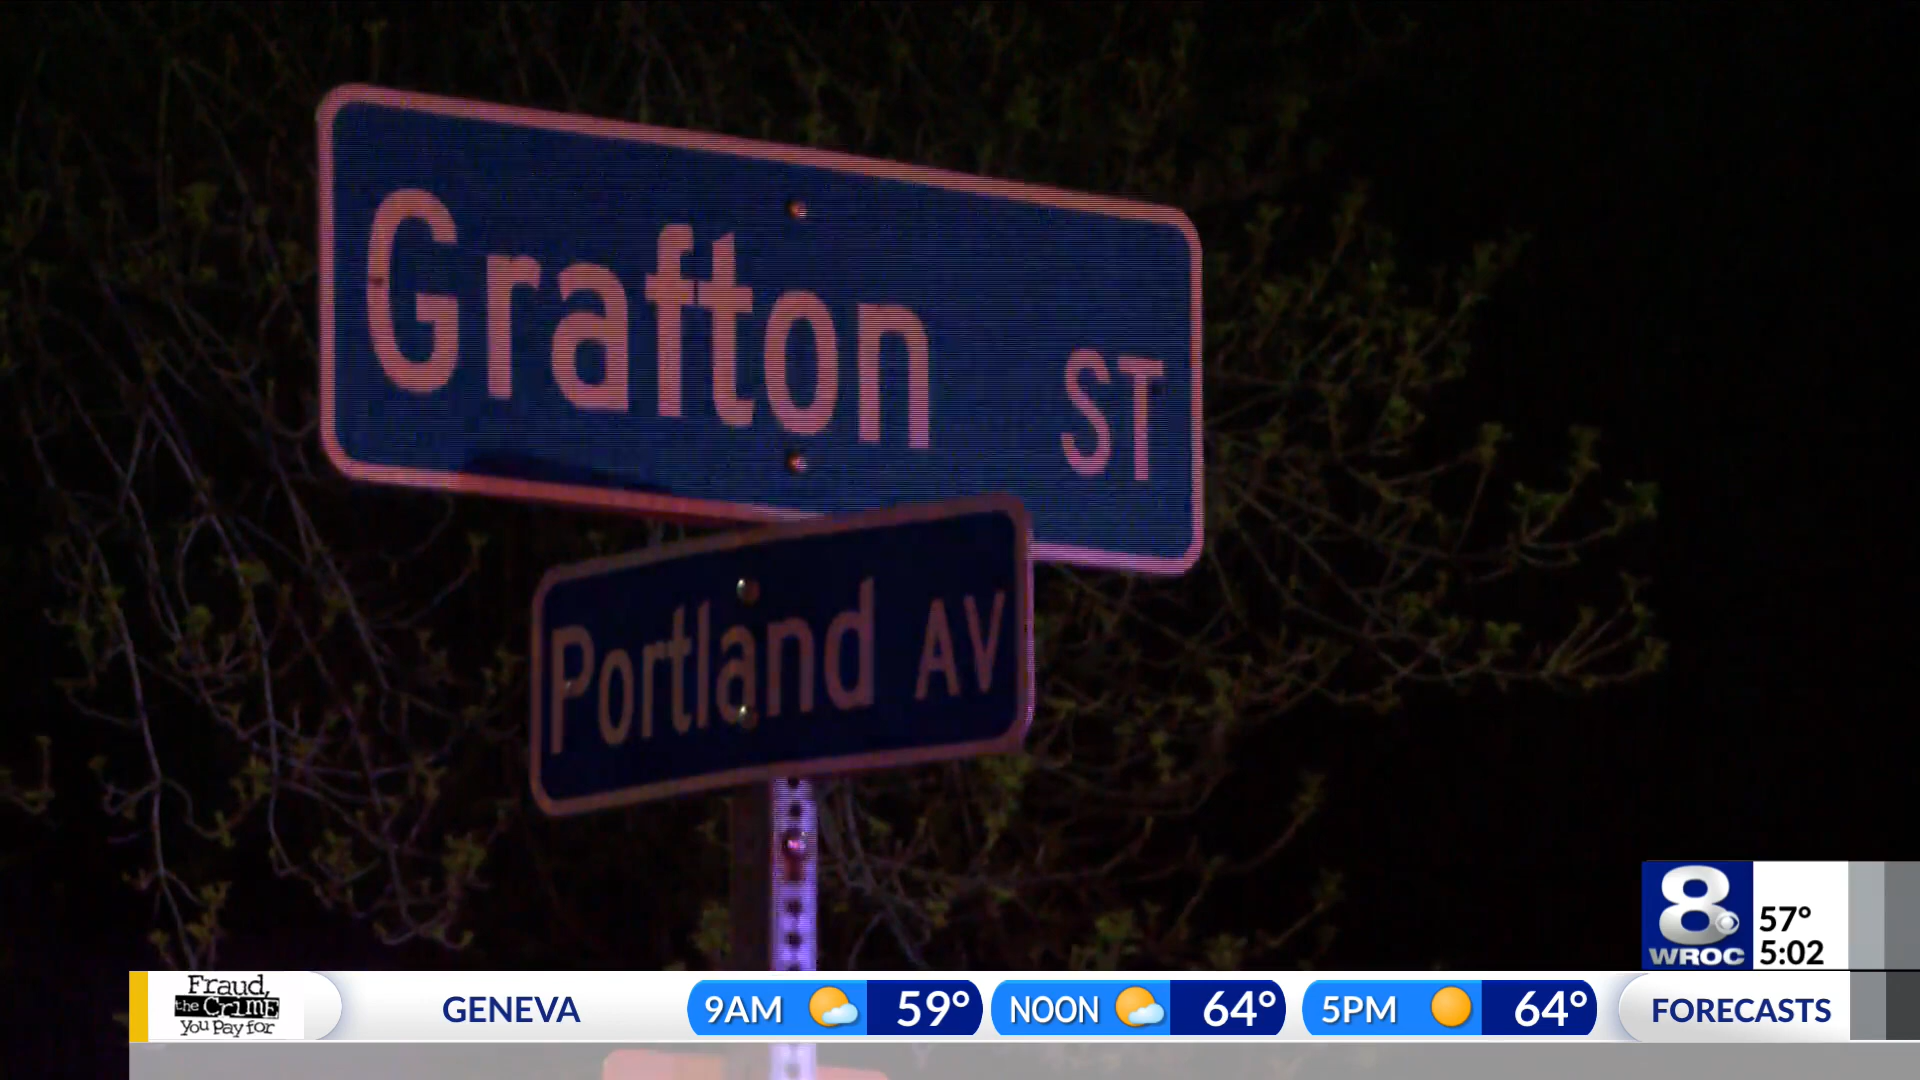 Grafton ST
Portland AV
8
WROC
57°
5:02
Fraud,
the Crime
You Pay for
GENEVA
9AM 59°
NOON 64°
5PM 64°
FORECASTS